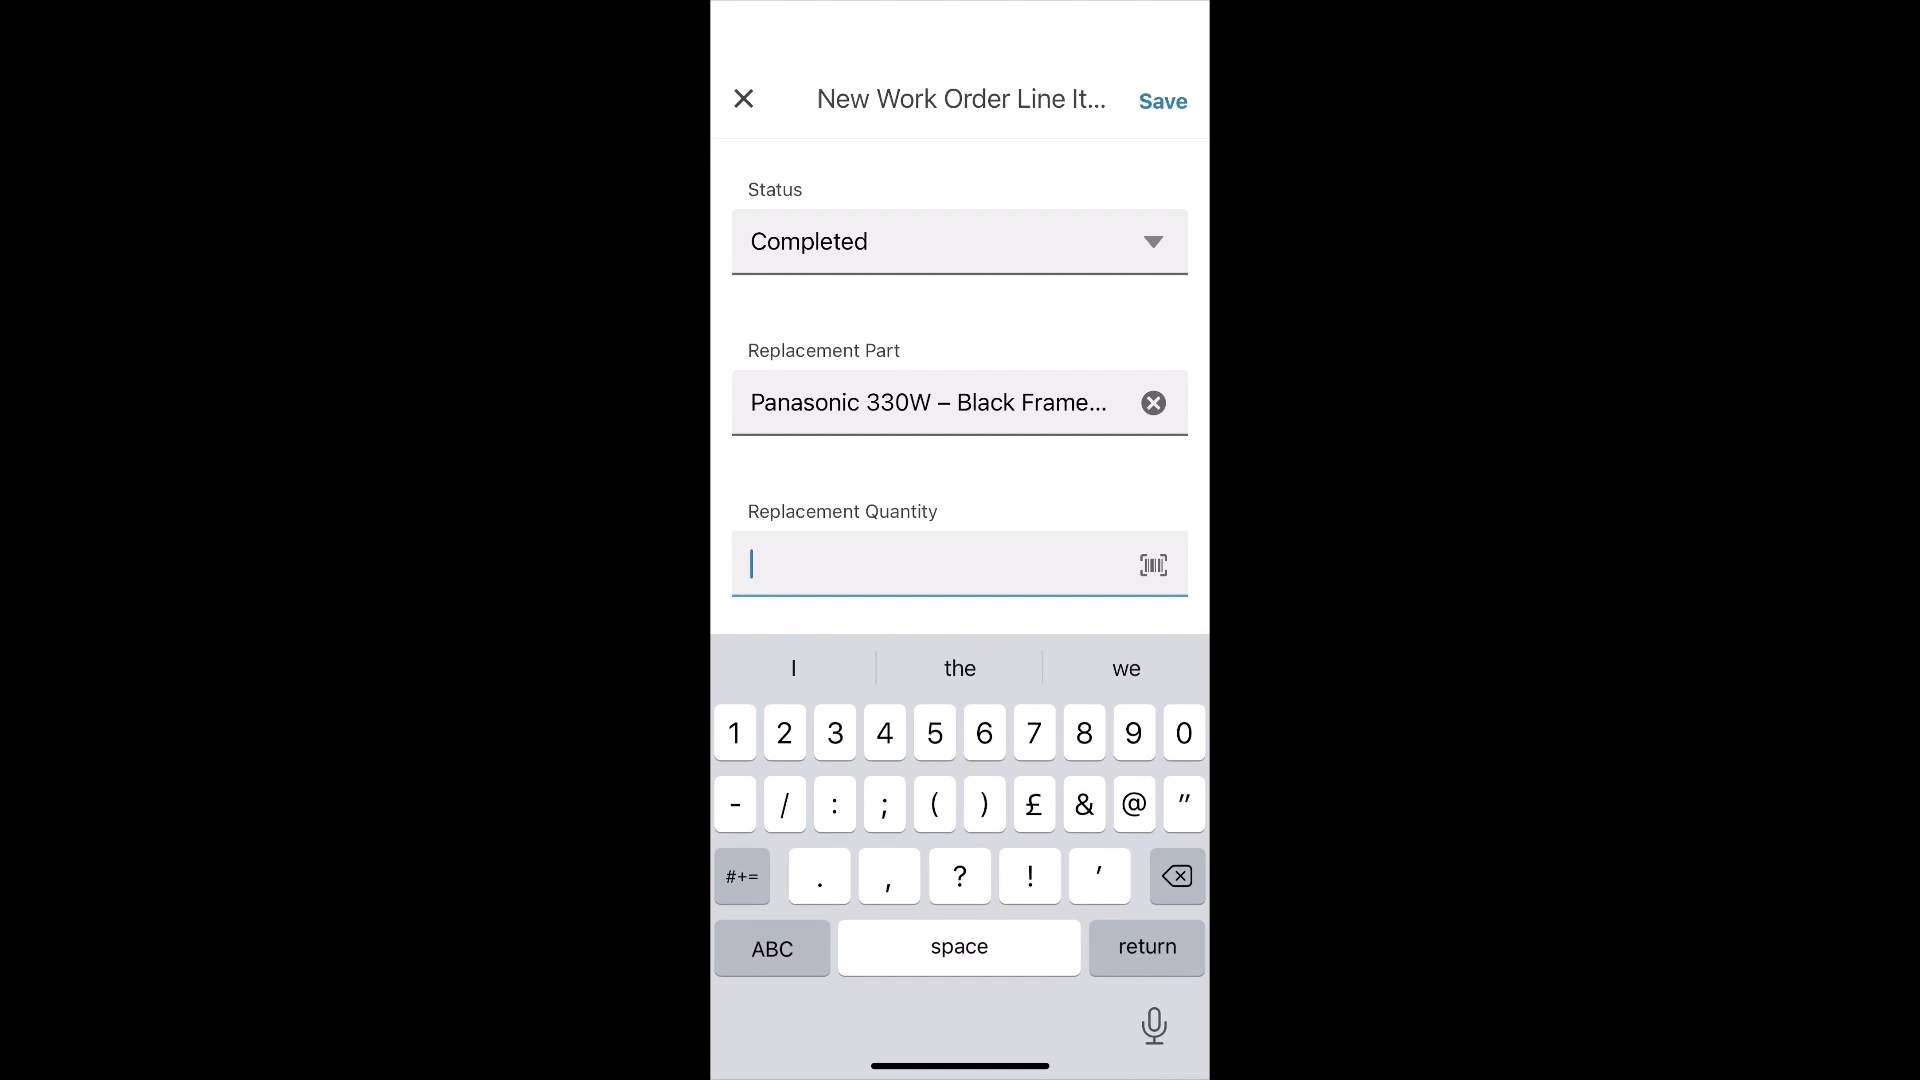 New Work Order Line It...
Save
Status
Completed
Replacement Part
Panasonic 330W – Black Frame...
Replacement Quantity
I the we
1 2 3 4 5 6 7 8 9 0
- / : ; ( ) £ & @ "
#+= . , ? ! '
ABC space return